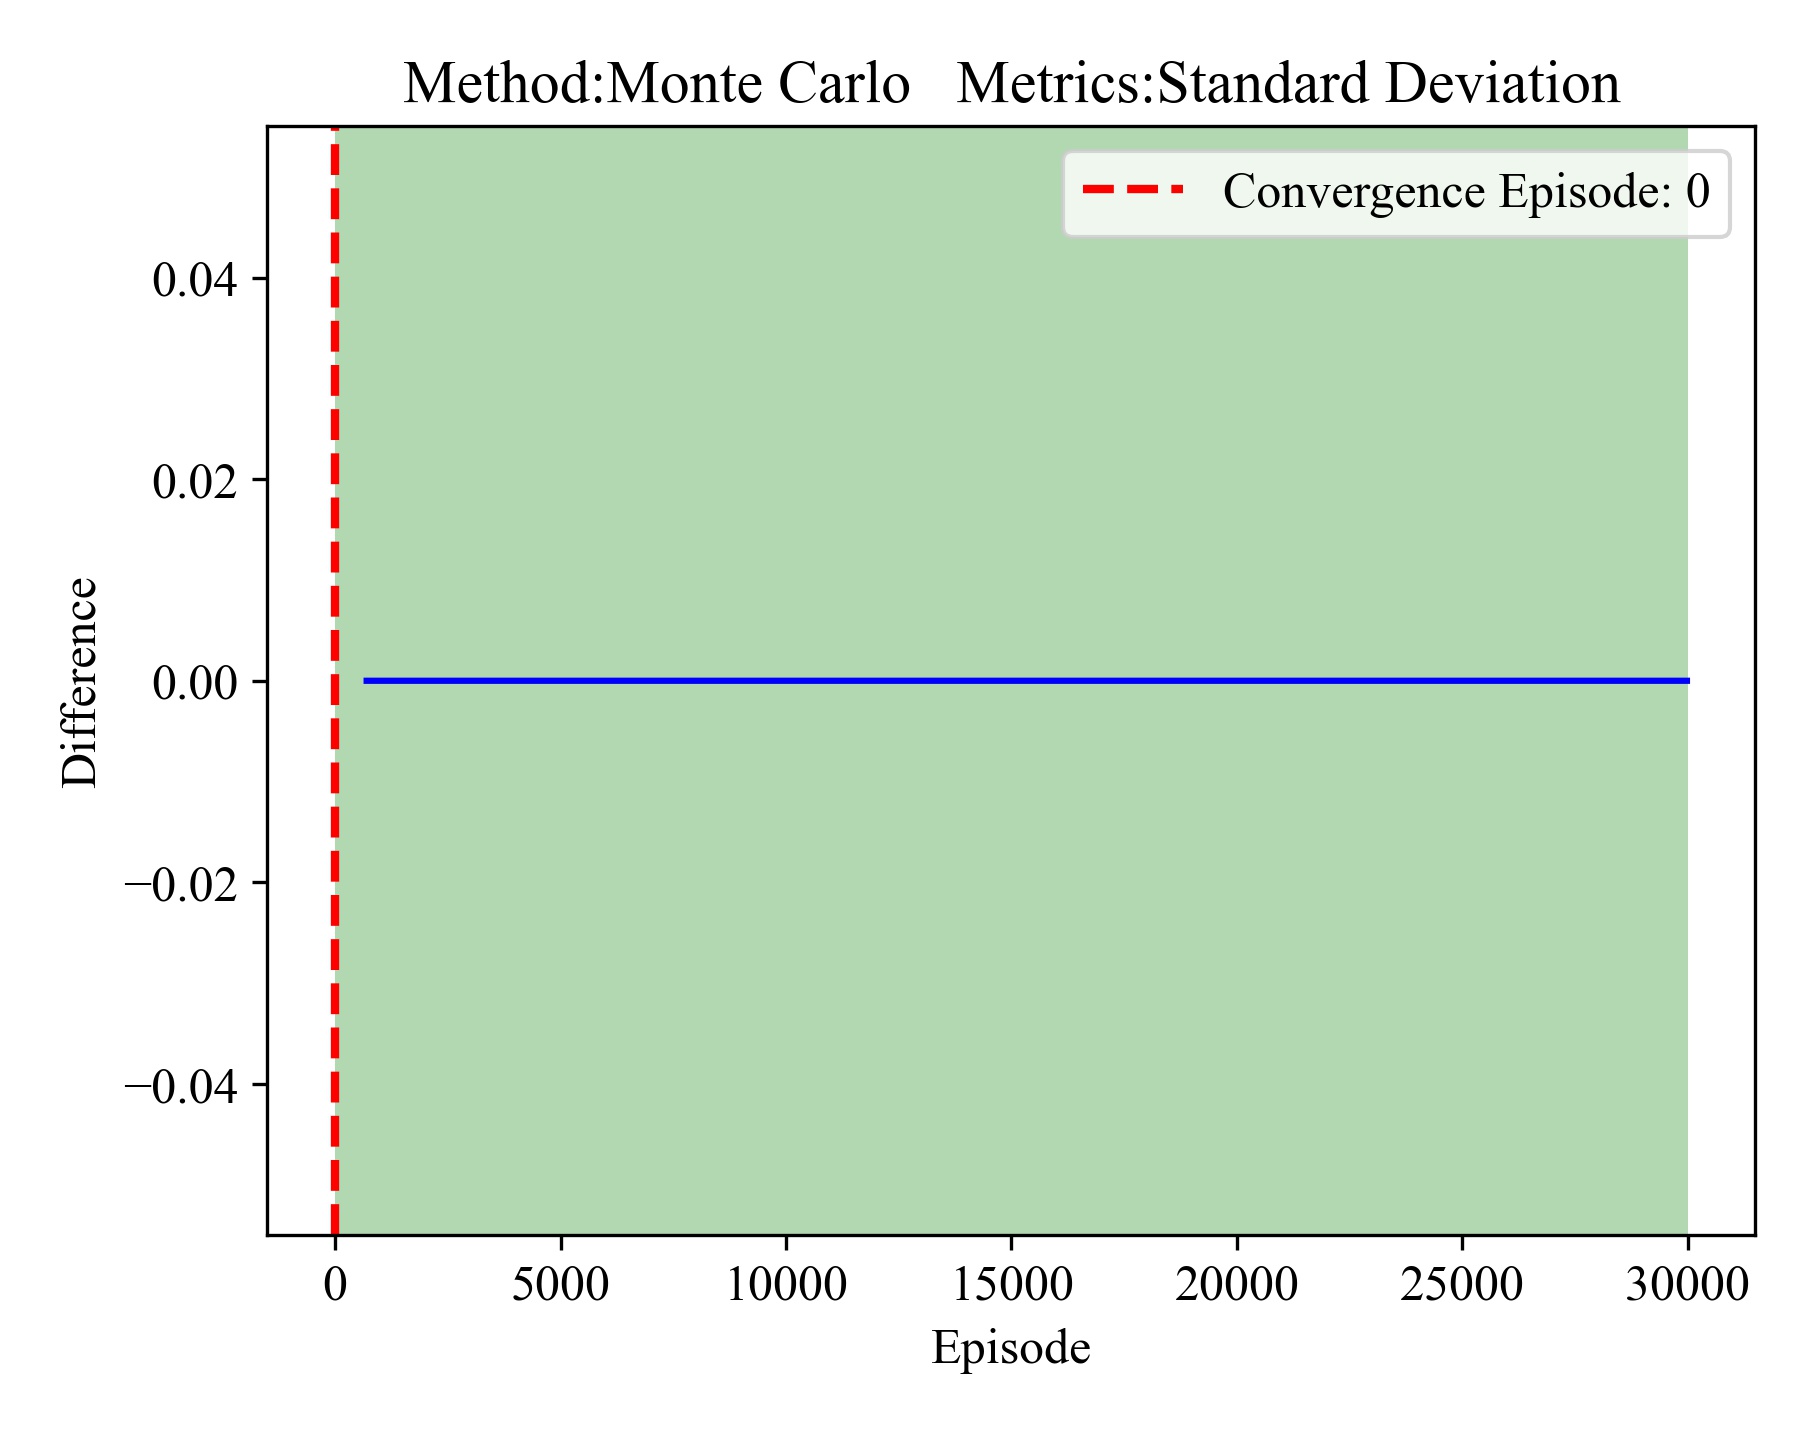 Method:Monte Carlo   Metrics:Standard Deviation
Convergence Episode: 0
0.04
0.02
0.00
−0.02
−0.04
Difference
0 5000 10000 15000 20000 25000 30000
Episode